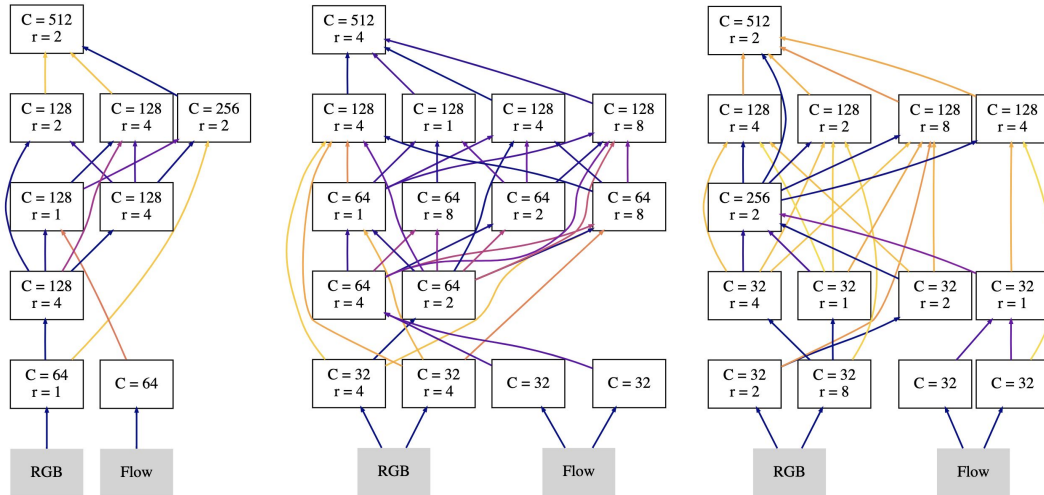 C = 512
r = 2
C = 128
r = 2
C = 128
r = 4
C = 256
r = 2
C = 128
r = 1
C = 128
r = 4
C = 128
r = 4
C = 64
r = 1
C = 64
RGB
Flow
C = 512
r = 4
C = 128
r = 4
C = 128
r = 1
C = 128
r = 4
C = 128
r = 8
C = 64
r = 1
C = 64
r = 8
C = 64
r = 2
C = 64
r = 8
C = 64
r = 4
C = 64
r = 2
C = 32
r = 4
C = 32
r = 4
C = 32
C = 32
RGB
Flow
C = 512
r = 2
C = 128
r = 4
C = 128
r = 2
C = 128
r = 8
C = 128
r = 4
C = 256
r = 2
C = 32
r = 4
C = 32
r = 1
C = 32
r = 2
C = 32
r = 1
C = 32
r = 2
C = 32
r = 8
C = 32
C = 32
RGB
Flow